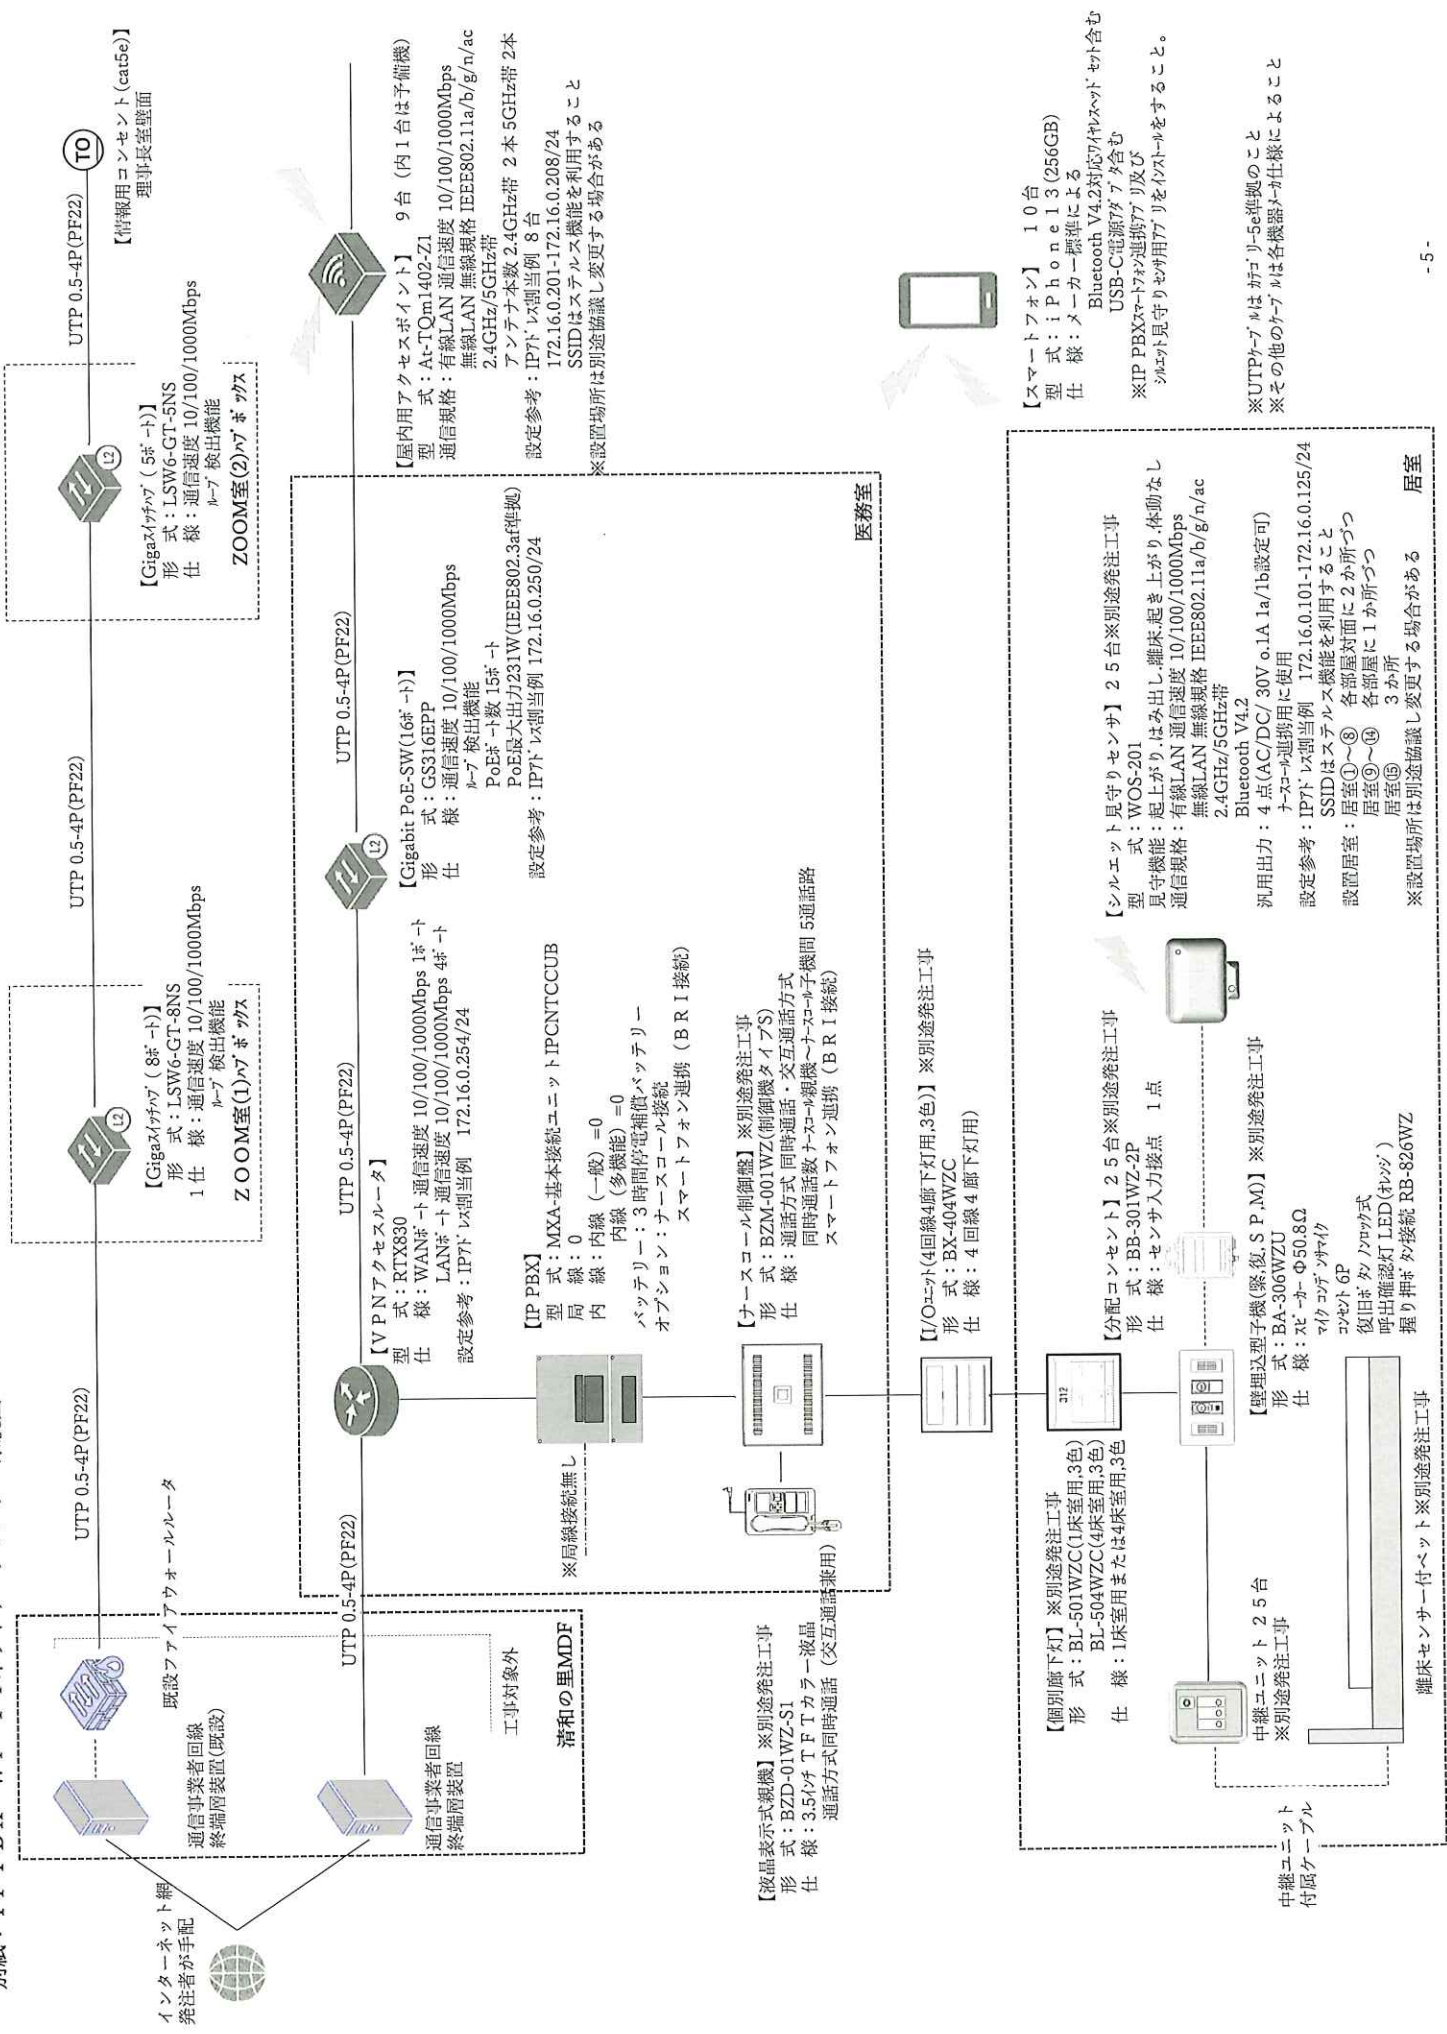 インターネット網
発注者が手配
通信事業者回線
終端層装置(既設)
既設ファイアウォールルータ
通信事業者回線
終端層装置
工事対象外
清和の里MDF
UTP 0.5-4P(PF22)
【Gigaスイッチハブ(8ポート)】
形　式：LSW6-GT-8NS
1仕　様：通信速度 10/100/1000Mbps
ループ検出機能
ZOOM室(1)ハブボックス
L2
UTP 0.5-4P(PF22)
【Gigaスイッチハブ(5ポート)】
形　式：LSW6-GT-5NS
仕　様：通信速度 10/100/1000Mbps
ループ検出機能
ZOOM室(2)ハブボックス
L2
UTP 0.5-4P(PF22)
TO
【情報用コンセント(cat5e)】
理事長室壁面
UTP 0.5-4P(PF22)
【VPNアクセスルータ】
型　式：RTX830
仕　様：WANポート 通信速度 10/100/1000Mbps 1ポート
LANポート 通信速度 10/100/1000Mbps 4ポート
設定参考：IPアドレス割当例　172.16.0.254/24
UTP 0.5-4P(PF22)
L2
【Gigabit PoE-SW(16ポート)】
形　式：GS316EPP
仕　様：通信速度 10/100/1000Mbps
ループ検出機能
PoEポート数 15ポート
PoE最大出力231W(IEEE802.3af準拠)
設定参考：IPアドレス割当例 172.16.0.250/24
UTP 0.5-4P(PF22)
【屋内用アクセスポイント】　9台（内1台は予備機）
型　式：At-TQm1402-Z1
通信規格：有線LAN 通信速度 10/100/1000Mbps
無線LAN 無線規格 IEEE802.11a/b/g/n/ac
2.4GHz/5GHz帯
アンテナ本数 2.4GHz帯 2本 5GHz帯 2本
設定参考：IPアドレス割当例 8台
172.16.0.201-172.16.0.208/24
SSIDはステルス機能を利用すること
※設置場所は別途協議し変更する場合がある
【IP PBX】
型　式：MXA-基本接続ユニットIPCNTCCUB
局　線：0
内　線：内線（一般）=0
内線（多機能）=0
バッテリー：3時間停電補償バッテリー
オプション：ナースコール接続
スマートフォン連携（BRI接続）
※局線接続無し
【ナースコール制御盤】※別途発注工事
形　式：BZM-001WZ(制御機タイプS)
仕　様：通話方式 同時通話・交互通話方式
同時通話数 ナースコール親機～ナースコール子機間 5通話路
スマートフォン連携（BRI接続）
医務室
【液晶表示式親機】※別途発注工事
形　式：BZD-01WZ-S1
仕　様：3.5インチTFTカラー液晶
通話方式同時通話（交互通話兼用）
【I/Oユニット(4回線4廊下灯用,3色)】※別途発注工事
形　式：BX-404WZC
仕　様：4回線4廊下灯用)
【スマートフォン】　10台
型　式：iPhone13(256GB)
仕　様：メーカー標準による
Bluetooth V4.2対応ワイヤレスヘッドセット含む
USB-C電源アダプタ含む
※IP PBXスマートフォン連携アプリ及び
シルエット見守りセンサ用アプリをインストールをすること。
【個別廊下灯】※別途発注工事
形　式：BL-501WZC(1床室用,3色)
BL-504WZC(4床室用,3色)
仕　様：1床室用または4床室用,3色
312
【分配コンセント】25台※別途発注工事
形　式：BB-301WZ-2P
仕　様：センサ入力接点　1点
【シルエット見守りセンサ】25台※別途発注工事
型　式：WOS-201
見守機能：起上がり.はみ出し.離床.起き上がり.体動なし
通信規格：有線LAN 通信速度 10/100/1000Mbps
無線LAN 無線規格 IEEE802.11a/b/g/n/ac
2.4GHz/5GHz帯
Bluetooth V4.2
汎用出力：4点(AC/DC/ 30V o.1A 1a/1b設定可)
ナースコール連携用に使用
設定参考：IPアドレス割当例　172.16.0.101-172.16.0.125/24
SSIDはステルス機能を利用すること
設置居室：居室①～⑧　各部屋対面に2か所づつ
居室⑨～⑭　各部屋に1か所づつ
居室⑮　　3か所
※設置場所は別途協議し変更する場合がある
居室
【壁埋込型子機(緊,復,SP,M)】※別途発注工事
形　式：BA-306WZU
仕　様：スピーカー Φ50.8Ω
マイク コンデンサマイク
コンセント 6P
復旧ボタン ノンロック式
呼出確認灯 LED(オレンジ)
握り押ボタン接続 RB-826WZ
中継ユニット 25台
※別途発注工事
中継ユニット
付属ケーブル
離床センサー付ベット※別途発注工事
※UTPケーブルはカテゴリー5e準拠のこと
※その他のケーブルは各機器メーカ仕様によること
- 5 -